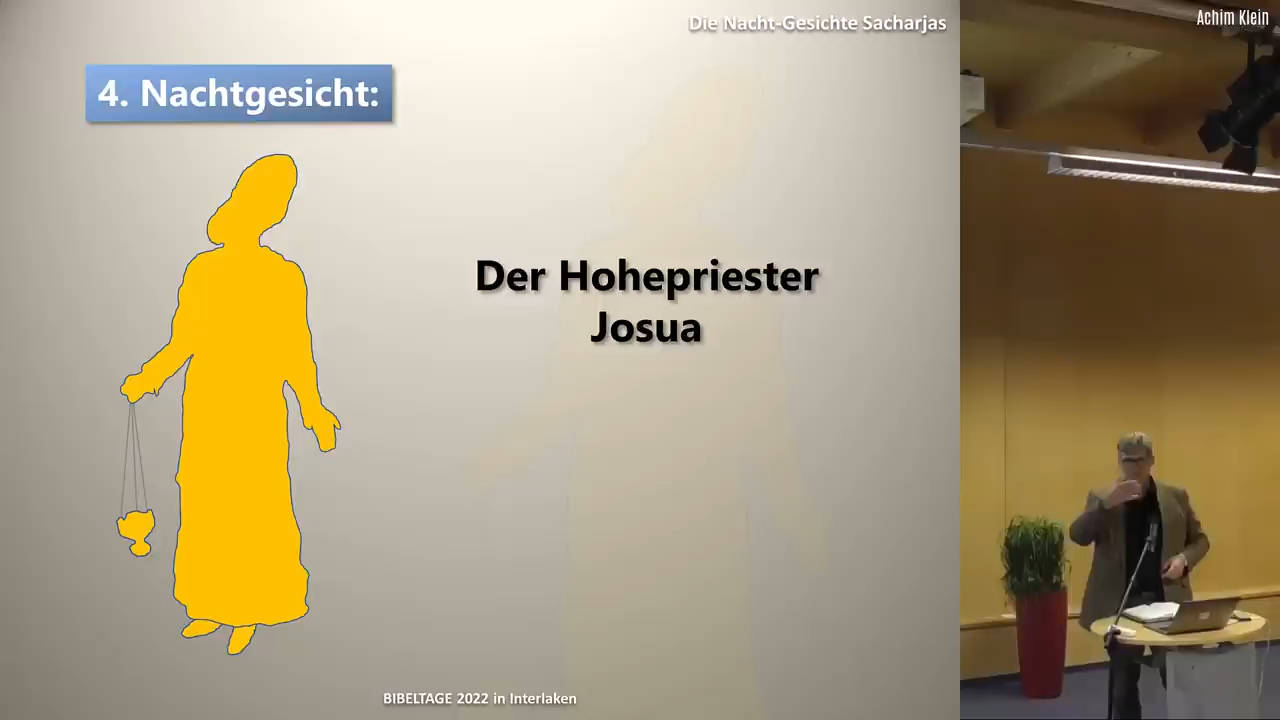 Die Nacht-Gesichte Sacharjas
Achim Klein
4. Nachtgesicht:
Der Hohepriester
Josua
BIBELTAGE 2022 in Interlaken